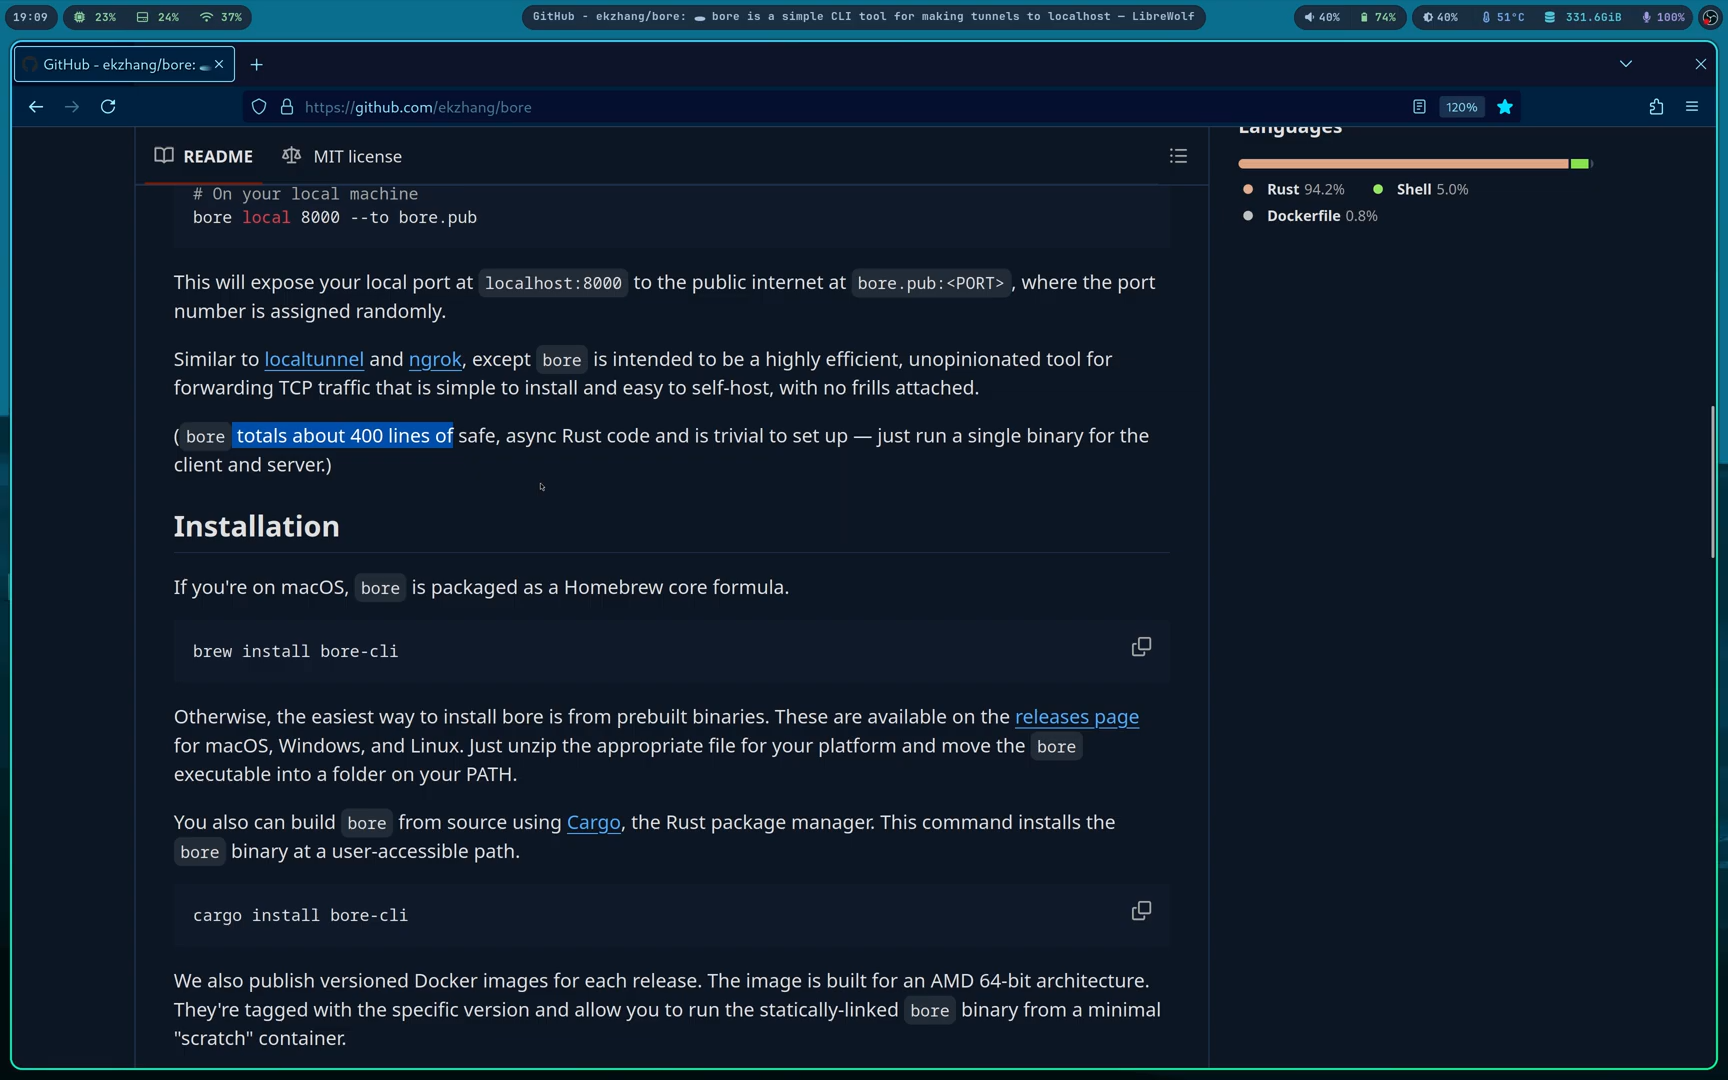 19:09 23% 24% 37% GitHub - ekzhang/bore: 🕳 bore is a simple CLI tool for making tunnels to localhost — LibreWolf 40% 74% 40% 51°C 331.6GiB 100%
GitHub - ekzhang/bore:
https://github.com/ekzhang/bore 120%
README MIT license
# On your local machine
bore local 8000 --to bore.pub
This will expose your local port at localhost:8000 to the public internet at bore.pub:<PORT>, where the port
number is assigned randomly.
Similar to localtunnel and ngrok, except bore is intended to be a highly efficient, unopinionated tool for
forwarding TCP traffic that is simple to install and easy to self-host, with no frills attached.
(bore totals about 400 lines of safe, async Rust code and is trivial to set up — just run a single binary for the
client and server.)
Installation
If you're on macOS, bore is packaged as a Homebrew core formula.
brew install bore-cli
Otherwise, the easiest way to install bore is from prebuilt binaries. These are available on the releases page
for macOS, Windows, and Linux. Just unzip the appropriate file for your platform and move the bore
executable into a folder on your PATH.
You also can build bore from source using Cargo, the Rust package manager. This command installs the
bore binary at a user-accessible path.
cargo install bore-cli
We also publish versioned Docker images for each release. The image is built for an AMD 64-bit architecture.
They're tagged with the specific version and allow you to run the statically-linked bore binary from a minimal
"scratch" container.
Languages
Rust 94.2% Shell 5.0%
Dockerfile 0.8%